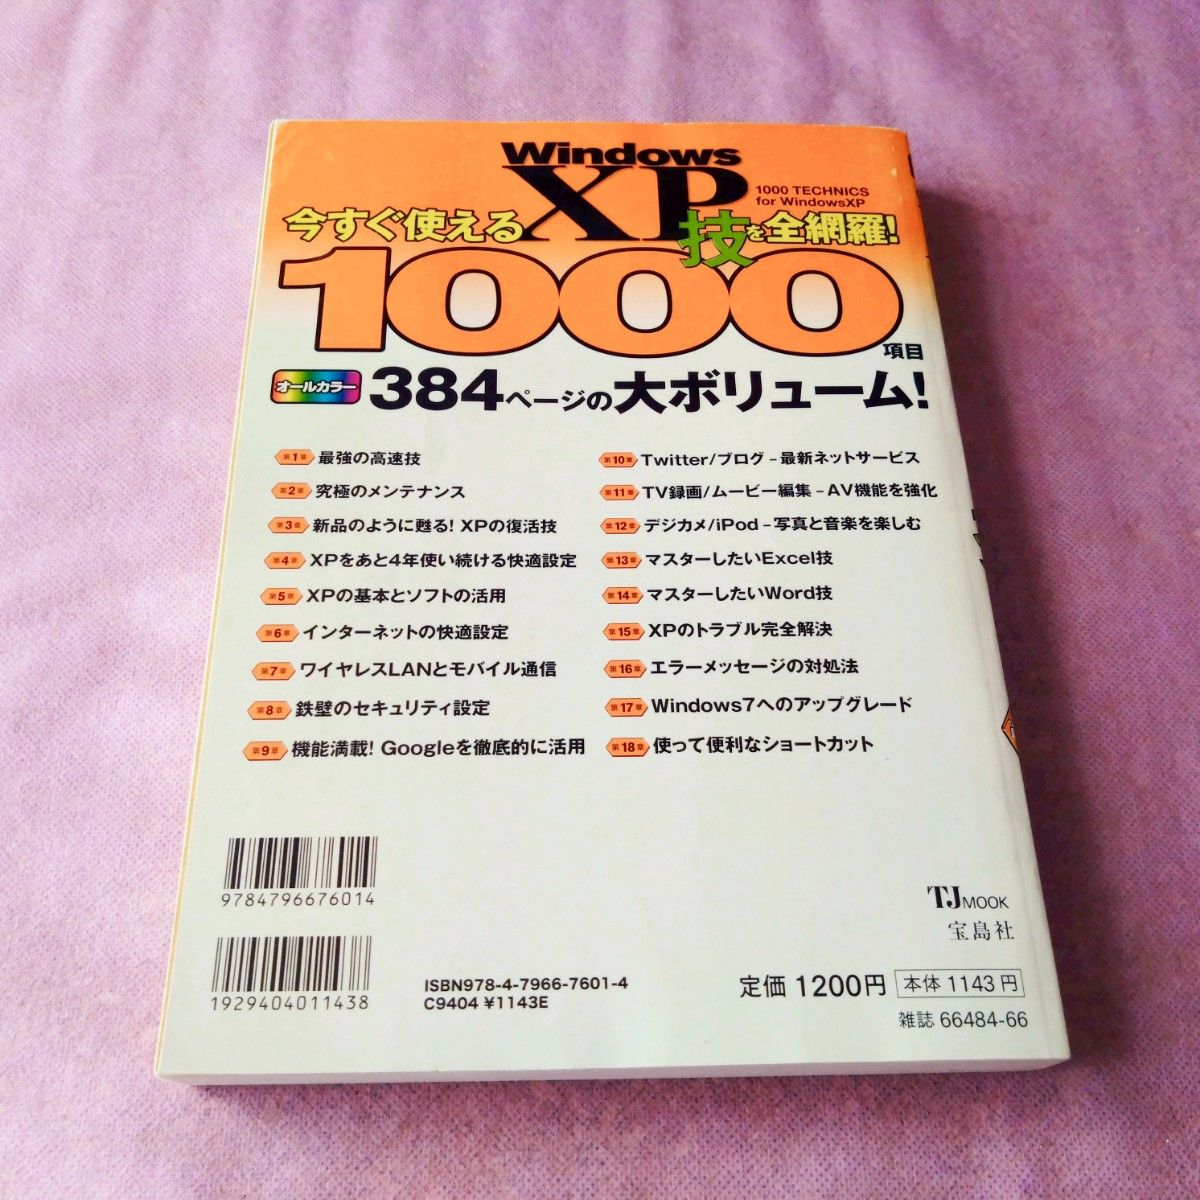 Windows
XP
1000 TECHNICS
for WindowsXP
今すぐ使える技を全網羅!
1000項目
オールカラー 384ページの大ボリューム!
第1章 最強の高速技
第2章 究極のメンテナンス
第3章 新品のように甦る! XPの復活技
第4章 XPをあと4年使い続ける快適設定
第5章 XPの基本とソフトの活用
第6章 インターネットの快適設定
第7章 ワイヤレスLANとモバイル通信
第8章 鉄壁のセキュリティ設定
第9章 機能満載! Googleを徹底的に活用
第10章 Twitter/ブログ－最新ネットサービス
第11章 TV録画/ムービー編集－AV機能を強化
第12章 デジカメ/iPod－写真と音楽を楽しむ
第13章 マスターしたいExcel技
第14章 マスターしたいWord技
第15章 XPのトラブル完全解決
第16章 エラーメッセージの対処法
第17章 Windows7へのアップグレード
第18章 使って便利なショートカット
9784796676014
1929404011438
ISBN978-4-7966-7601-4
C9404 ¥1143E
TJ MOOK
宝島社
定価 1200円 本体 1143円
雑誌 66484-66